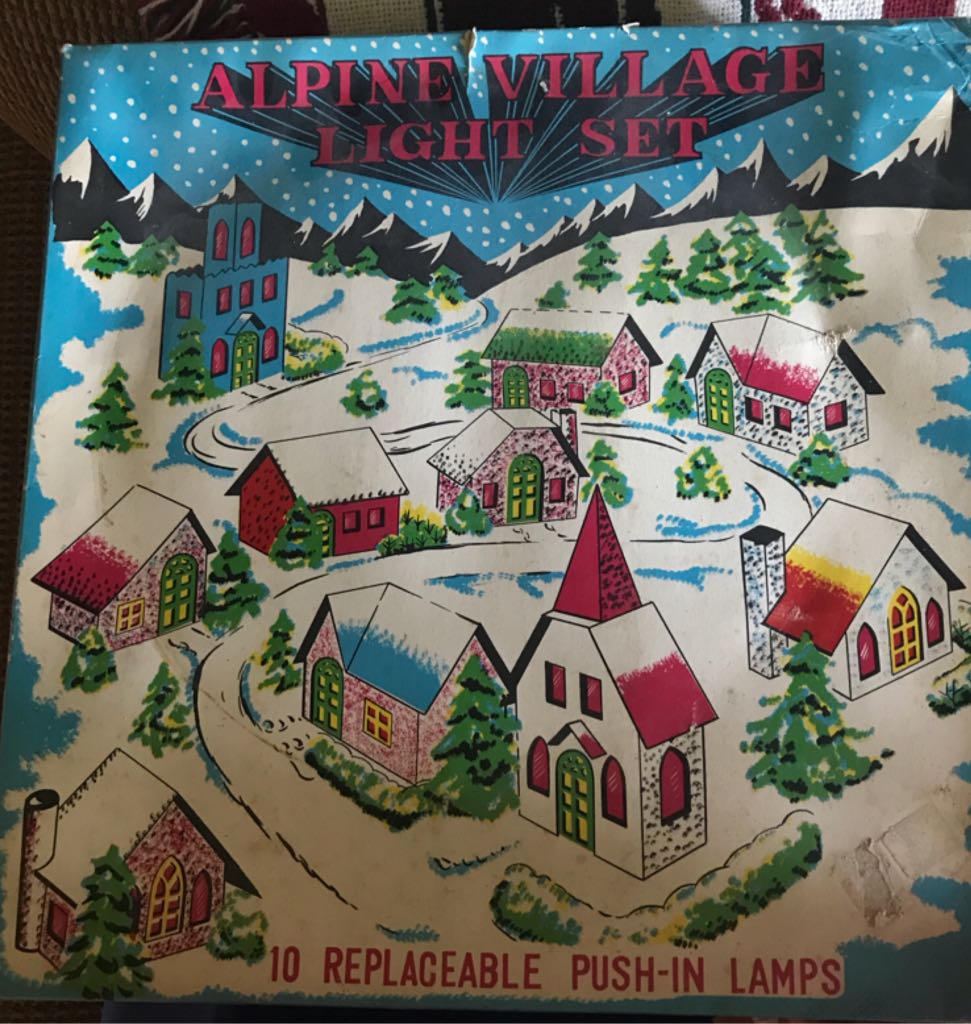 ALPINE VILLAGE
LIGHT SET
10 REPLACEABLE PUSH-IN LAMPS